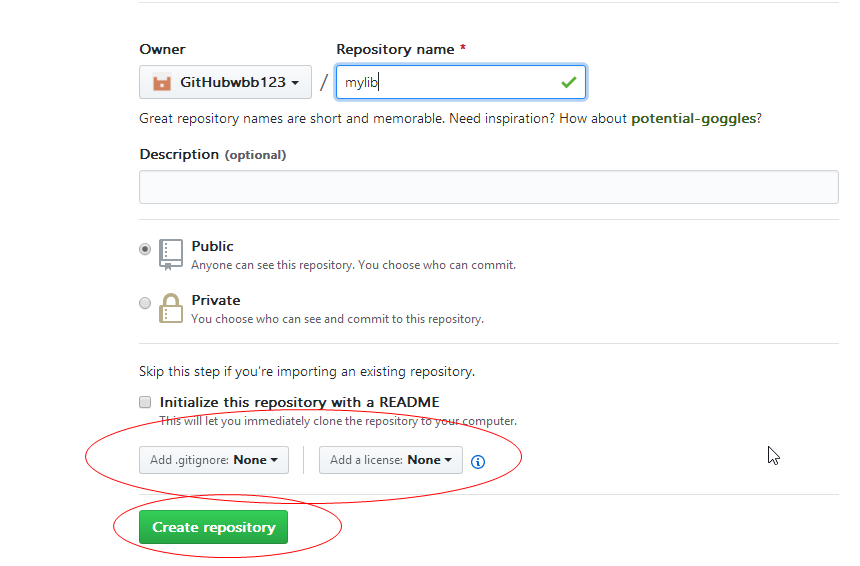 Owner
Repository name *
GitHubwbb123 / mylib
Great repository names are short and memorable. Need inspiration? How about potential-goggles?
Description (optional)
Public
Anyone can see this repository. You choose who can commit.
Private
You choose who can see and commit to this repository.
Skip this step if you're importing an existing repository.
Initialize this repository with a README
This will let you immediately clone the repository to your computer.
Add .gitignore: None
Add a license: None
Create repository